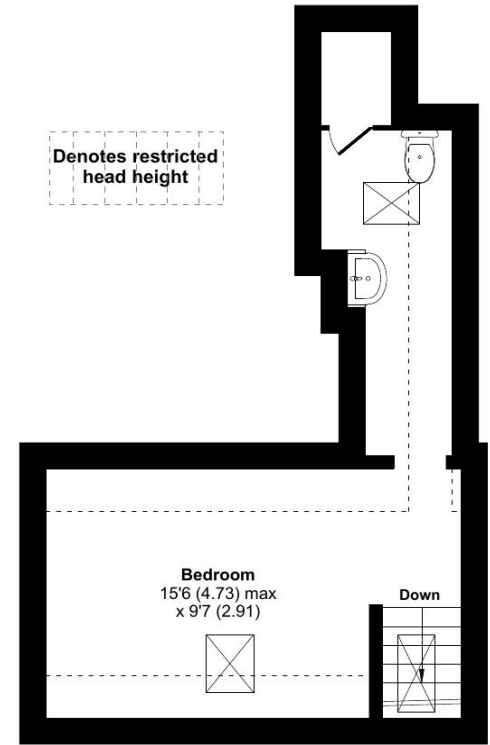 Denotes restricted
head height
Bedroom
15'6 (4.73) max
x 9'7 (2.91)
Down